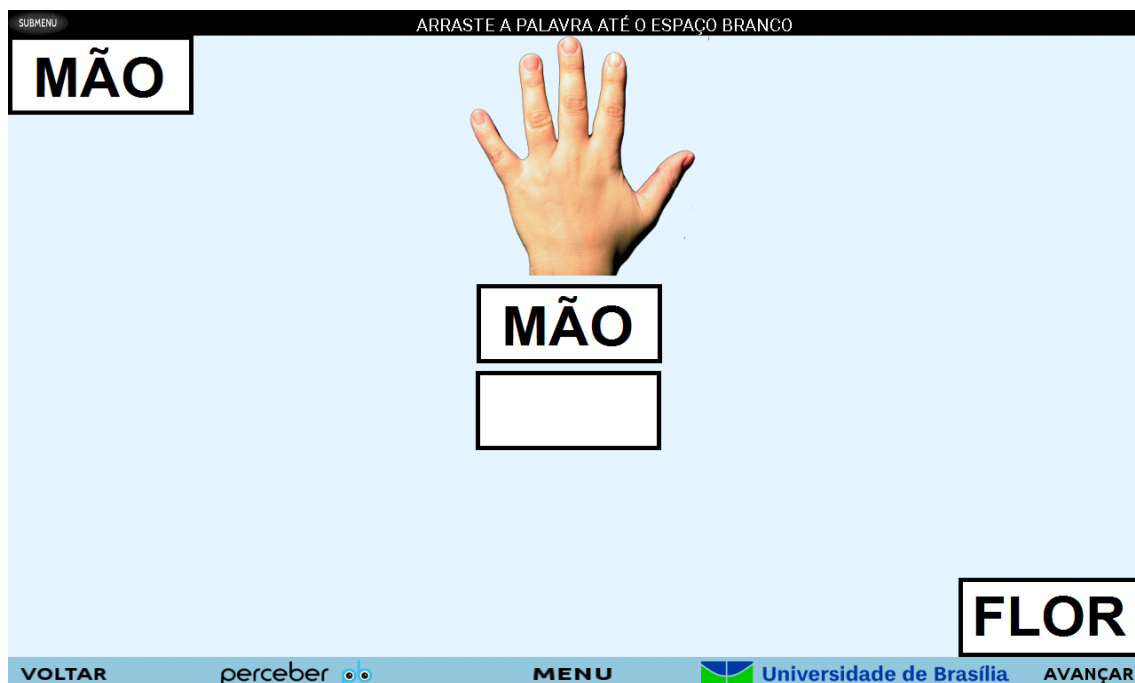 SUBMENU
ARRASTE A PALAVRA ATÉ O ESPAÇO BRANCO
MÃO
MÃO
FLOR
VOLTAR perceber MENU Universidade de Brasília AVANÇAR